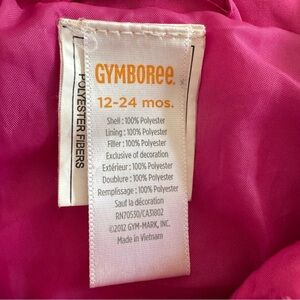 GYMBOREE.
12-24 mos.
Shell : 100% Polyester
Lining : 100% Polyester
Filler : 100% Polyester
Exclusive of decoration
Extérieur : 100% Polyester
Doublure : 100% Polyester
Remplissage : 100% Polyester
Sauf la décoration
RN70530/CA31802
©2012 GYM-MARK, INC.
Made in Vietnam
POLYESTER FIBERS